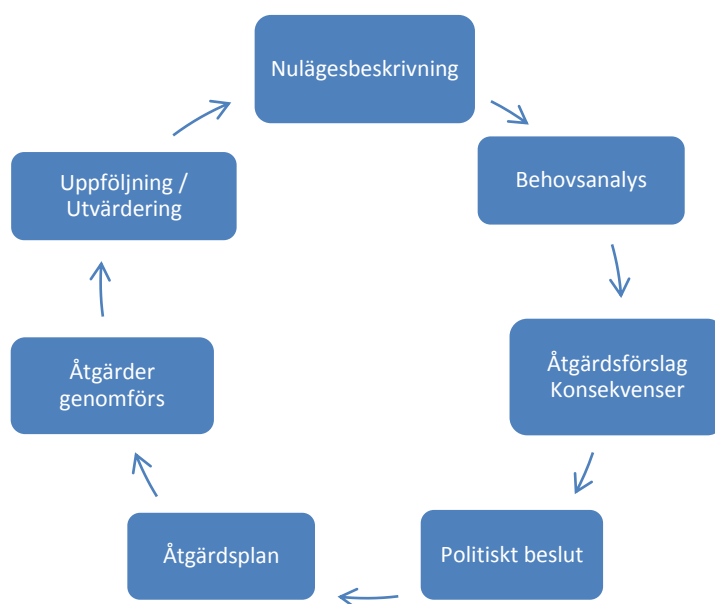 Nulägesbeskrivning
Behovsanalys
Åtgärdsförslag
Konsekvenser
Politiskt beslut
Åtgärdsplan
Åtgärder
genomförs
Uppföljning /
Utvärdering